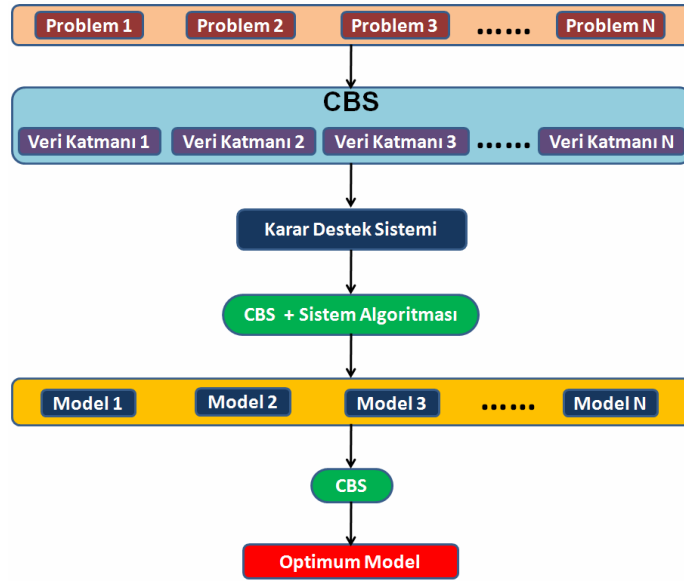 Problem 1 Problem 2 Problem 3 ...... Problem N
CBS
Veri Katmanı 1 Veri Katmanı 2 Veri Katmanı 3 ...... Veri Katmanı N
Karar Destek Sistemi
CBS + Sistem Algoritması
Model 1 Model 2 Model 3 ...... Model N
CBS
Optimum Model